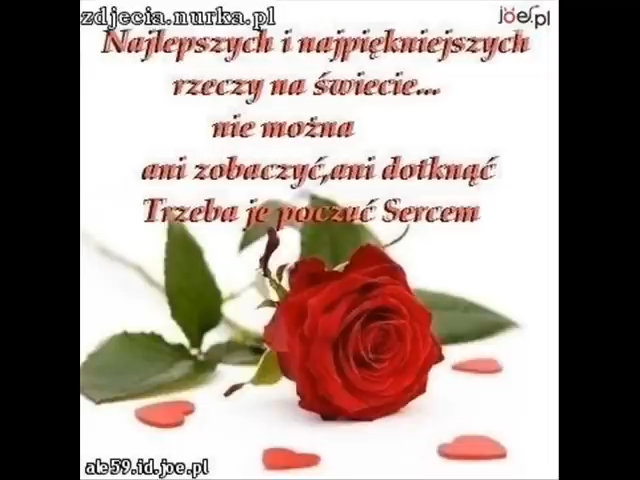 zdjecia.nurka.pl
joe.pl
Najlepszych i najpiękniejszych
rzeczy na świecie...
nie można
ani zobaczyć,ani dotknąć
Trzeba je poczuć Sercem
ale59.id.joe.pl